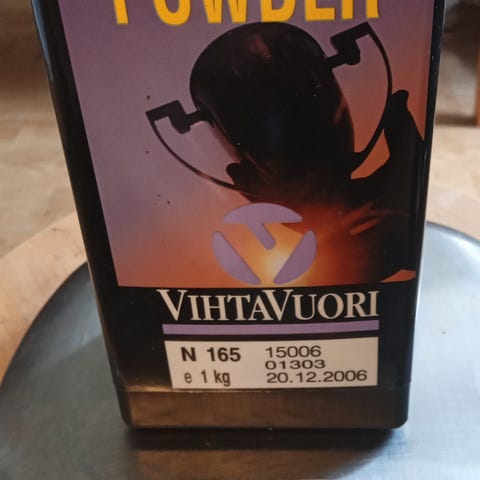 POWDER
VIHTAVUORI
N 165 15006
01303
e 1 kg 20.12.2006